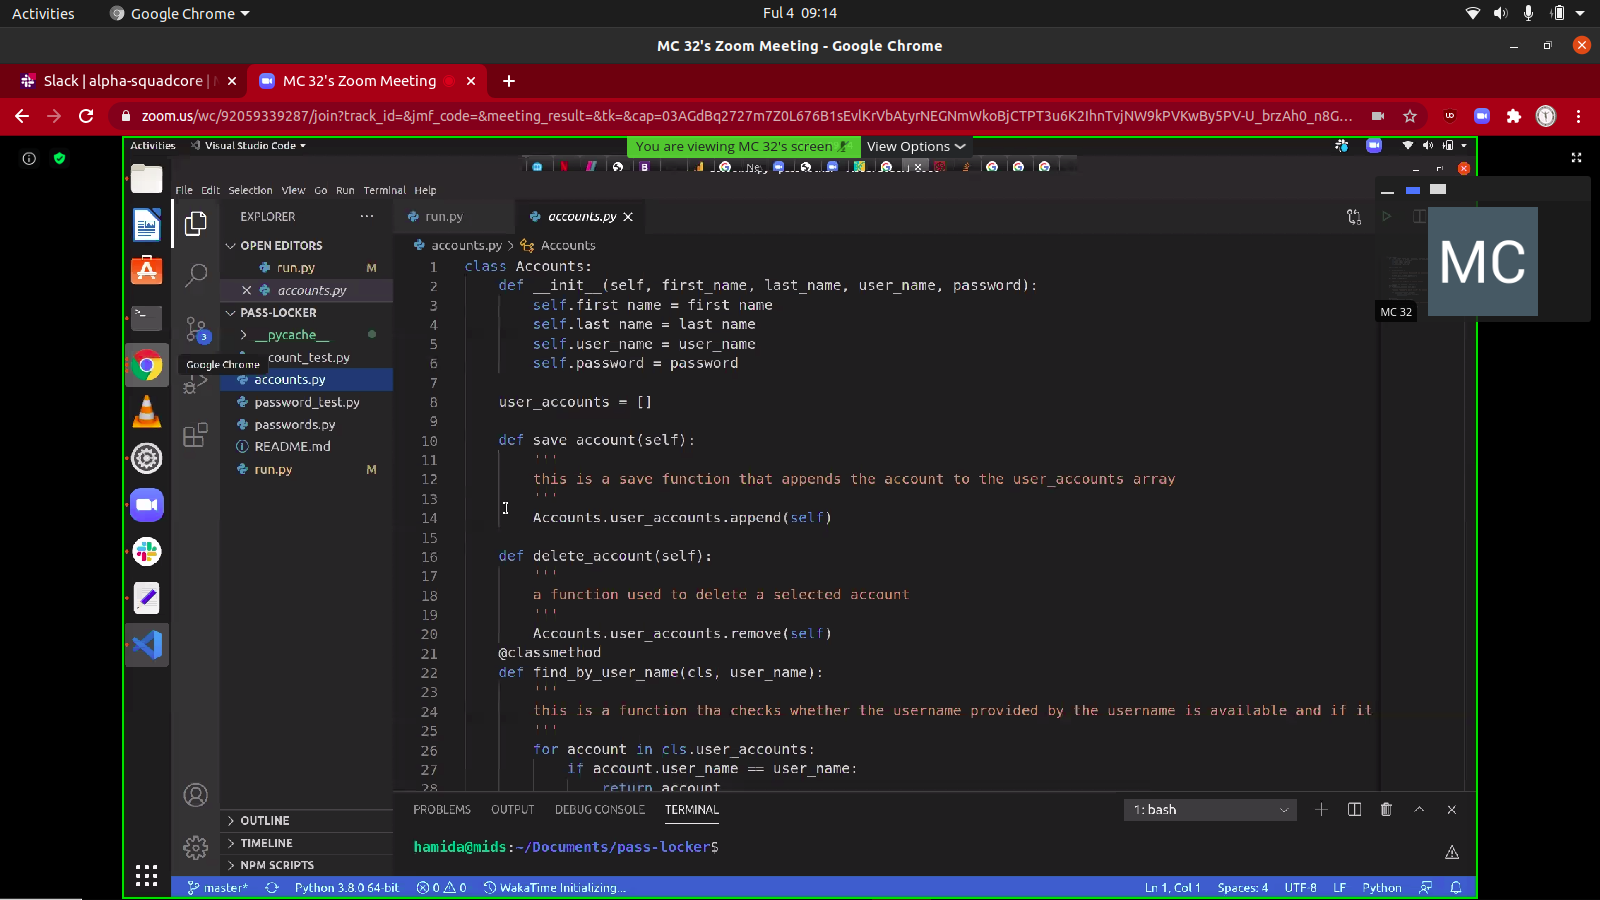 Activities
Google Chrome
Ful 4 09:14
MC 32's Zoom Meeting - Google Chrome
Slack | alpha-squadcore |
MC 32's Zoom Meeting
zoom.us/wc/92059339287/join?track_id=&jmf_code=&meeting_result=&tk=&cap=03AGdBq2727m7Z0L676B1sEvlKrVbAtyrNEGNmWkoBjCTPT3u6K2IhnTvjNW9kPVKwBy5PV-U_brzAh0_n8G...
Activities
Visual Studio Code
You are viewing MC 32's screen
View Options
File Edit Selection View Go Run Terminal Help
EXPLORER
run.py
accounts.py
OPEN EDITORS
run.py M
accounts.py
PASS-LOCKER
__pycache__
count_test.py
Google Chrome
accounts.py
password_test.py
passwords.py
README.md
run.py M
3
OUTLINE
TIMELINE
NPM SCRIPTS
accounts.py > Accounts
1 class Accounts:
2 def __init__(self, first_name, last_name, user_name, password):
3 self.first name = first name
4 self.last name = last name
5 self.user_name = user_name
6 self.password = password
7
8 user_accounts = []
9
10 def save account(self):
11 '''
12 this is a save function that appends the account to the user_accounts array
13 '''
14 Accounts.user_accounts.append(self)
15
16 def delete_account(self):
17 '''
18 a function used to delete a selected account
19 '''
20 Accounts.user_accounts.remove(self)
21 @classmethod
22 def find_by_user_name(cls, user_name):
23 '''
24 this is a function tha checks whether the username provided by the username is available and if it
25 '''
26 for account in cls.user_accounts:
27 if account.user_name == user_name:
28 return account
MC
MC 32
PROBLEMS OUTPUT DEBUG CONSOLE TERMINAL
1: bash
hamida@mids:~/Documents/pass-locker$
master* Python 3.8.0 64-bit 0 0 WakaTime Initializing...
Ln 1, Col 1 Spaces: 4 UTF-8 LF Python